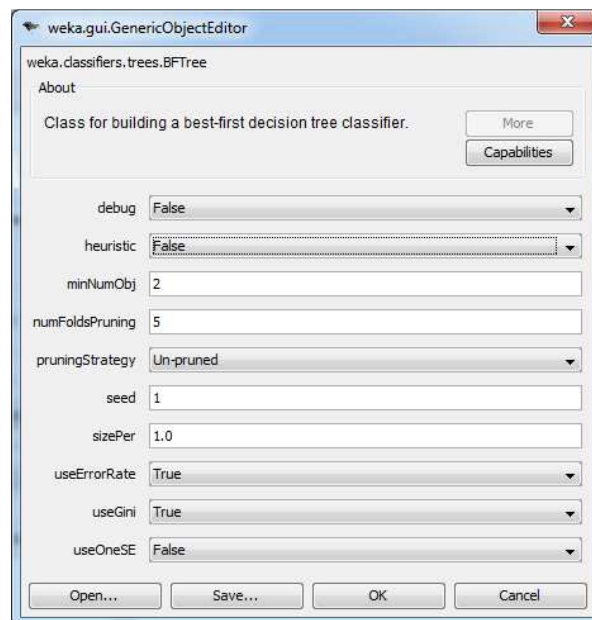 weka.gui.GenericObjectEditor
weka.classifiers.trees.BFTree
About
Class for building a best-first decision tree classifier.
More
Capabilities
debug False
heuristic False
minNumObj 2
numFoldsPruning 5
pruningStrategy Un-pruned
seed 1
sizePer 1.0
useErrorRate True
useGini True
useOneSE False
Open... Save... OK Cancel